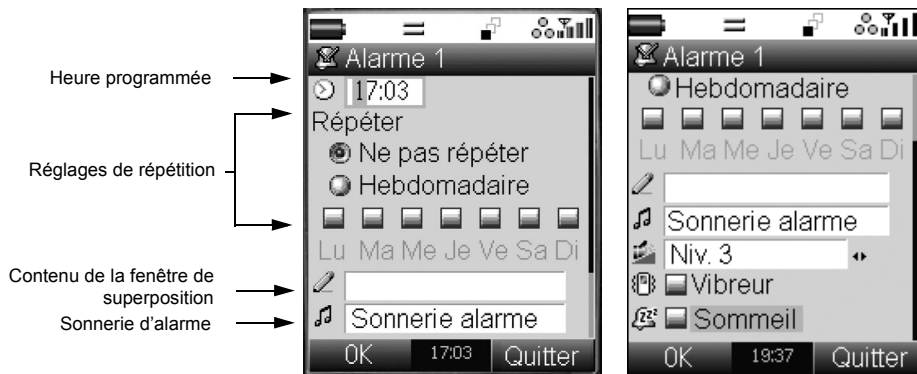 Heure programmée
Réglages de répétition
Contenu de la fenêtre de
superposition
Sonnerie d'alarme
Alarme 1
17:03
Répéter
Ne pas répéter
Hebdomadaire
Lu Ma Me Je Ve Sa Di
Sonnerie alarme
OK 17:03 Quitter
Alarme 1
Hebdomadaire
Lu Ma Me Je Ve Sa Di
Sonnerie alarme
Niv. 3
Vibreur
Sommeil
OK 19:37 Quitter